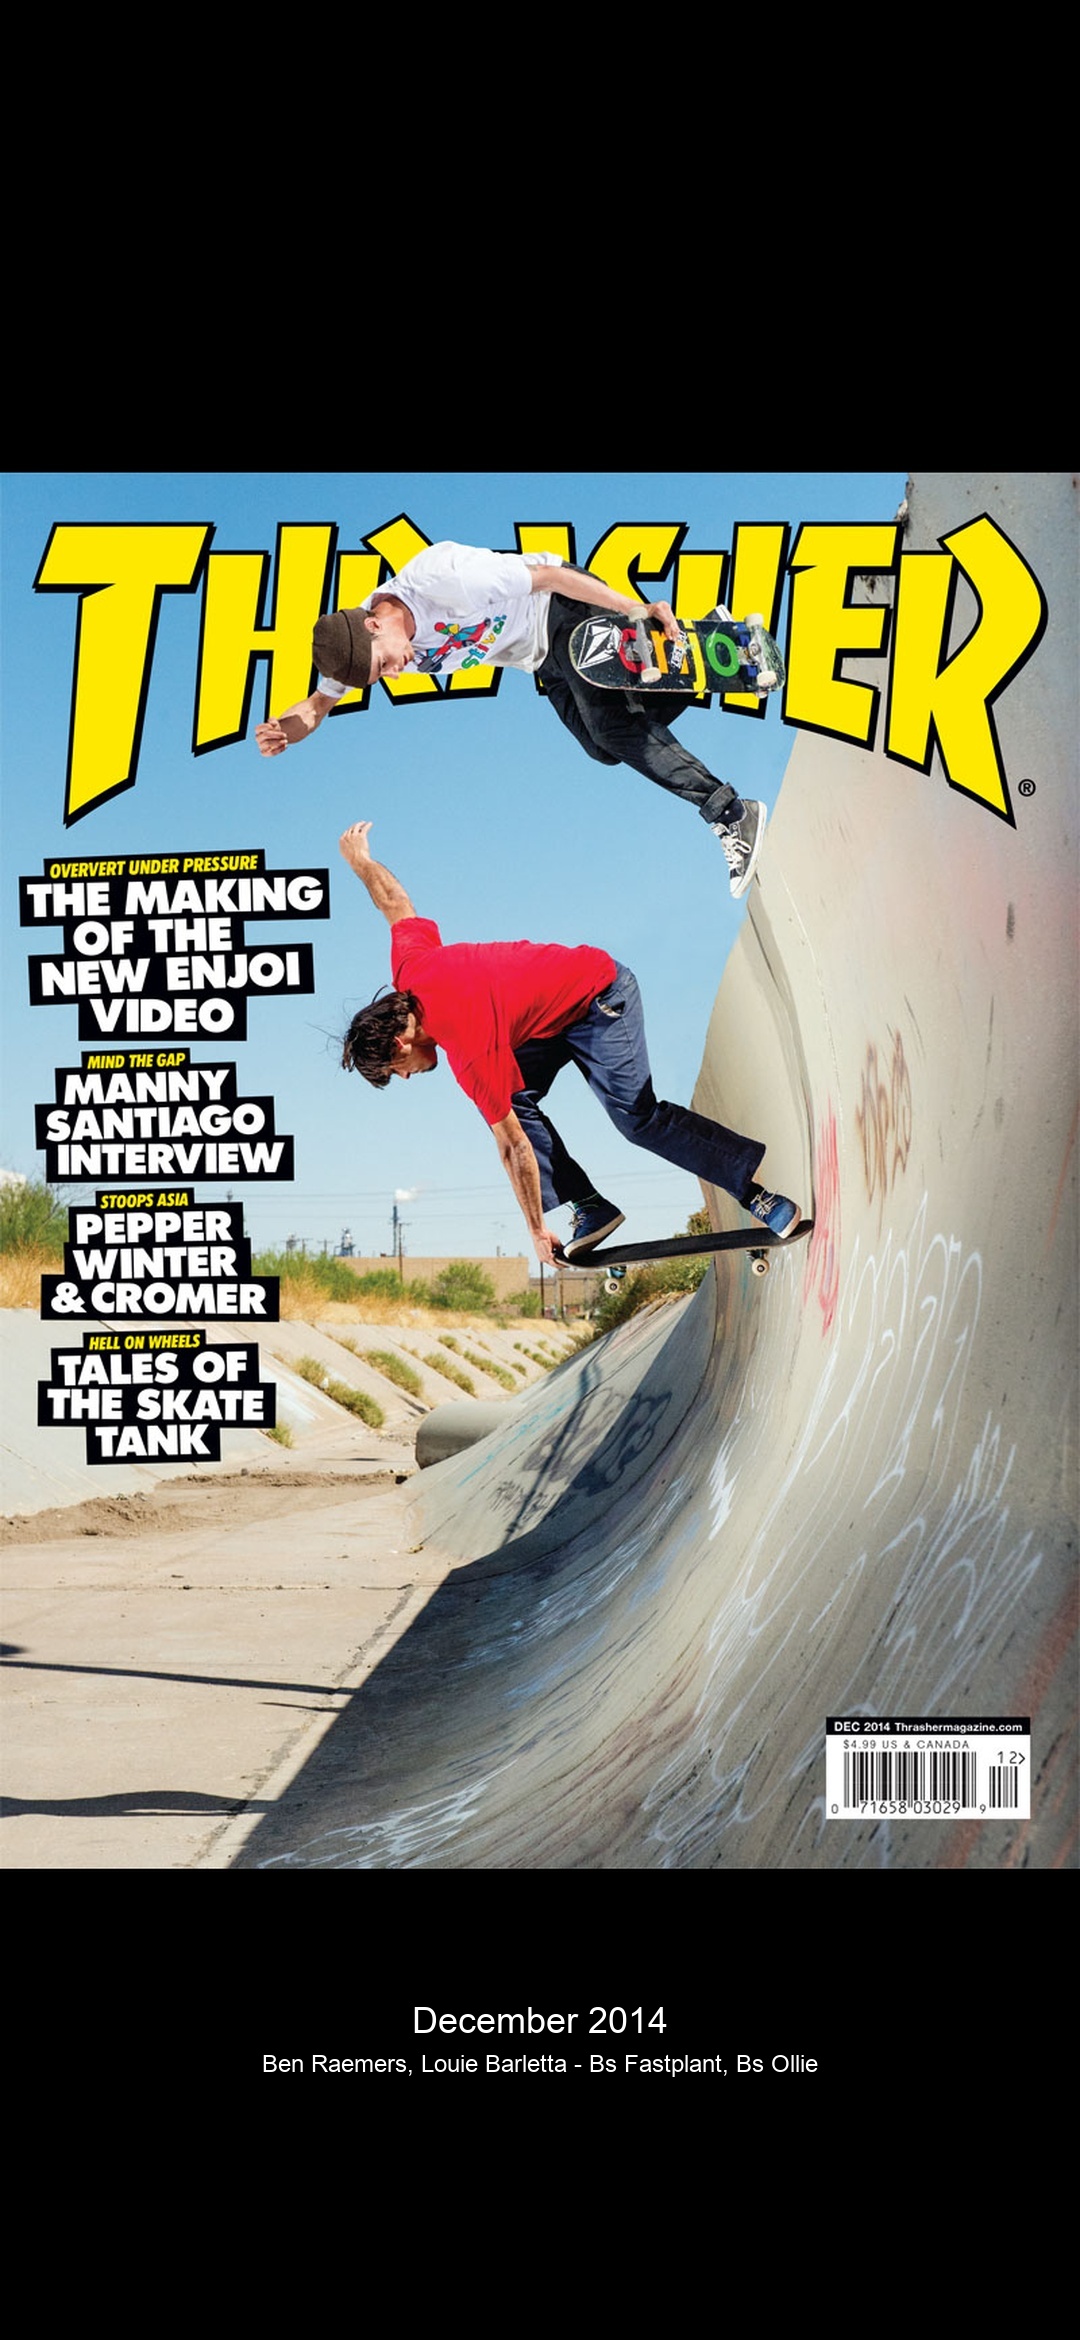 THRASHER
®
enjoi
OVERVERT UNDER PRESSURE
THE MAKING
OF THE
NEW ENJOI
VIDEO
MIND THE GAP
MANNY
SANTIAGO
INTERVIEW
STOOPS ASIA
PEPPER
WINTER
& CROMER
HELL ON WHEELS
TALES OF
THE SKATE
TANK
DEC 2014 Thrashermagazine.com
$4.99 US & CANADA
12>
0 71658 03029 9
December 2014
Ben Raemers, Louie Barletta - Bs Fastplant, Bs Ollie